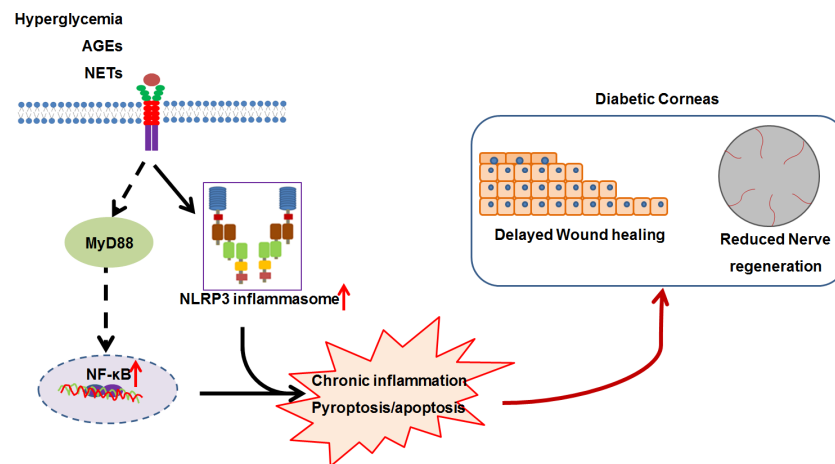 Hyperglycemia
AGEs
NETs
Diabetic Corneas
MyD88
Delayed Wound healing
Reduced Nerve
regeneration
NLRP3 inflammasome
NF-κB
Chronic inflammation
Pyroptosis/apoptosis